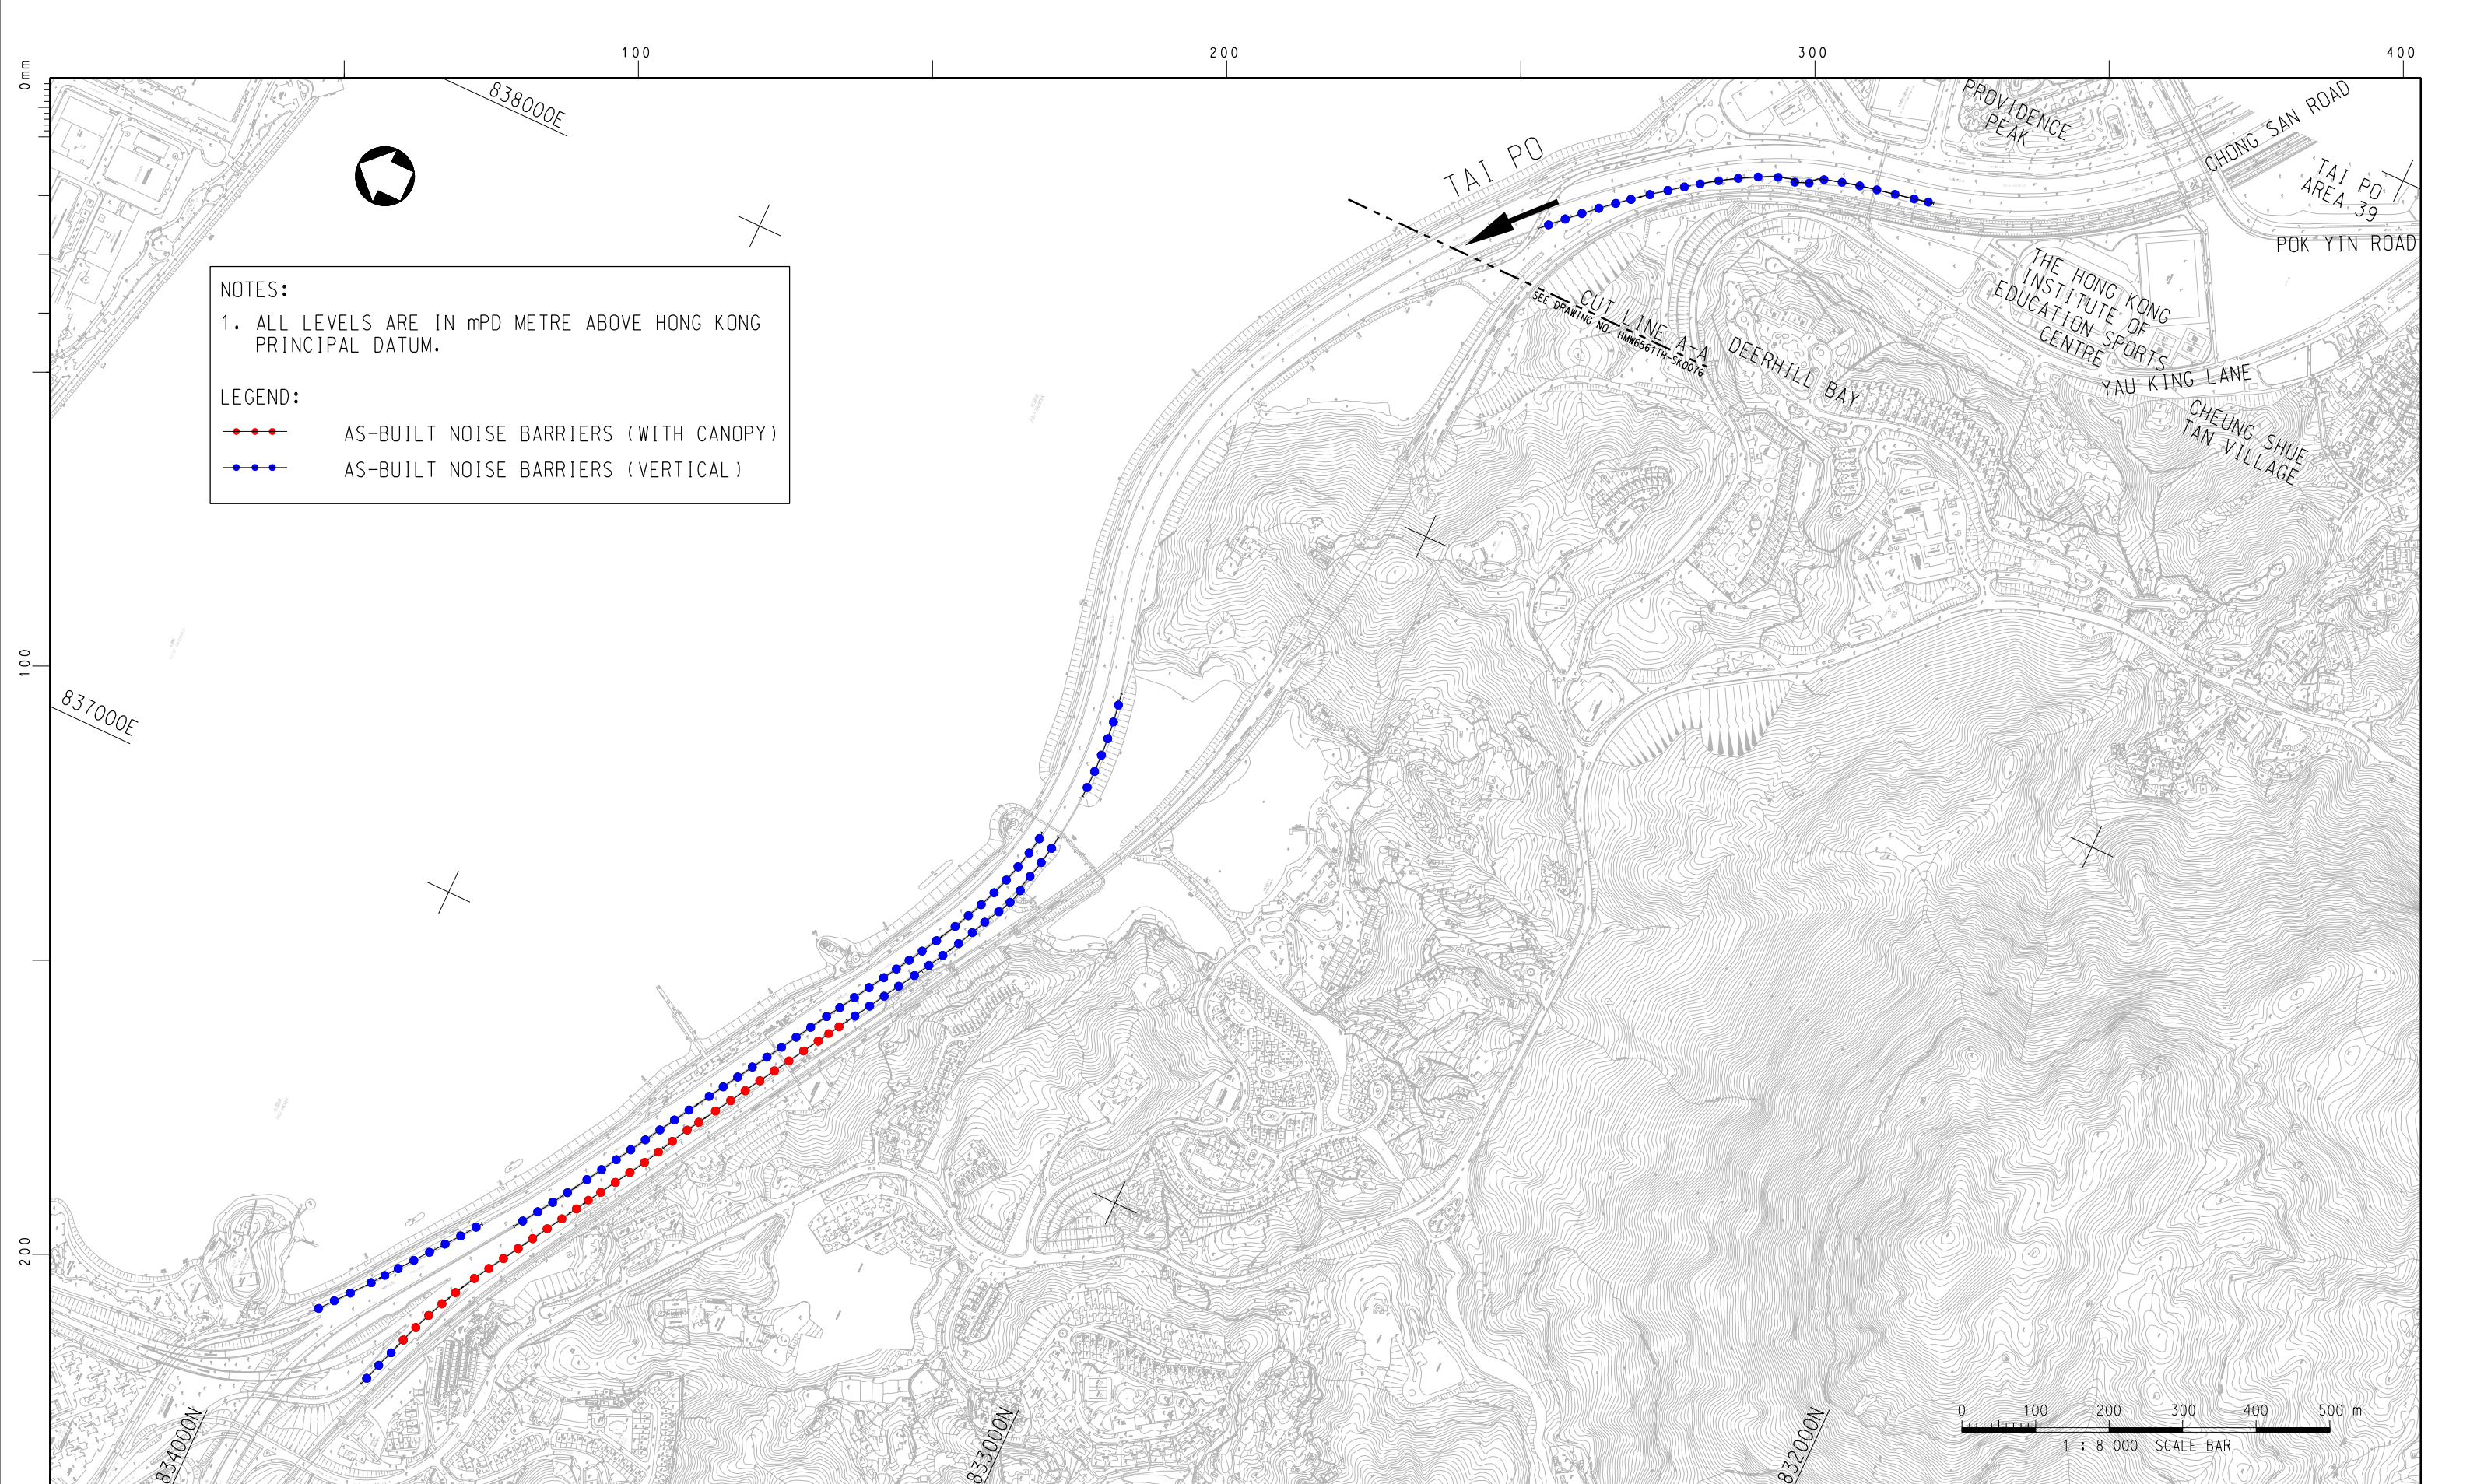 100
200
300
400
0mm
838000E
PROVIDENCE
PEAK
CHONG SAN ROAD
TAI PO
TAI PO
AREA 39
POK YIN ROAD
NOTES:
1. ALL LEVELS ARE IN mPD METRE ABOVE HONG KONG
PRINCIPAL DATUM.
LEGEND:
AS-BUILT NOISE BARRIERS (WITH CANOPY)
AS-BUILT NOISE BARRIERS (VERTICAL)
CUT LINE A-A
SEE DRAWING NO. HMW6561TH-SK0076
DEERHILL BAY
THE HONG KONG
INSTITUTE OF
EDUCATION SPORTS
CENTRE
YAU KING LANE
CHEUNG SHUE
TAN VILLAGE
100
837000E
200
834000N
833000N
832000N
0 100 200 300 400 500 m
1 : 8 000 SCALE BAR